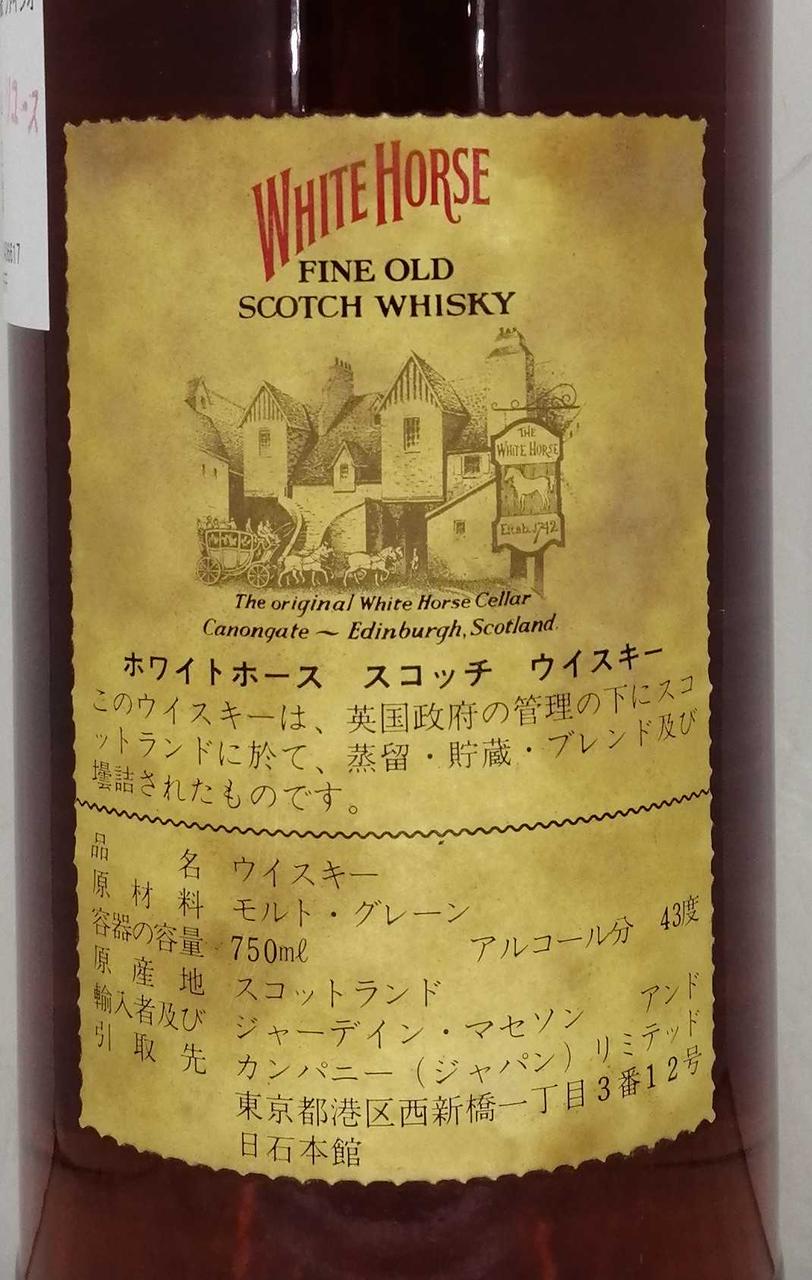 WHITE HORSE
FINE OLD
SCOTCH WHISKY
THE
WHITE HORSE
Estab. 1742
The original White Horse Cellar
Canongate ~ Edinburgh, Scotland.
ホワイトホース スコッチ ウイスキー
このウイスキーは、英国政府の管理の下にスコ
ットランドに於て、蒸留・貯蔵・ブレンド及び
壜詰されたものです。
品名 ウイスキー
原材料 モルト・グレーン
容器の容量 750mℓ アルコール分 43度
原産地 スコットランド
輸入者及び ジャーディン・マセソン アンド
引取先 カンパニー(ジャパン)リミテッド
東京都港区西新橋一丁目3番12号
日石本館